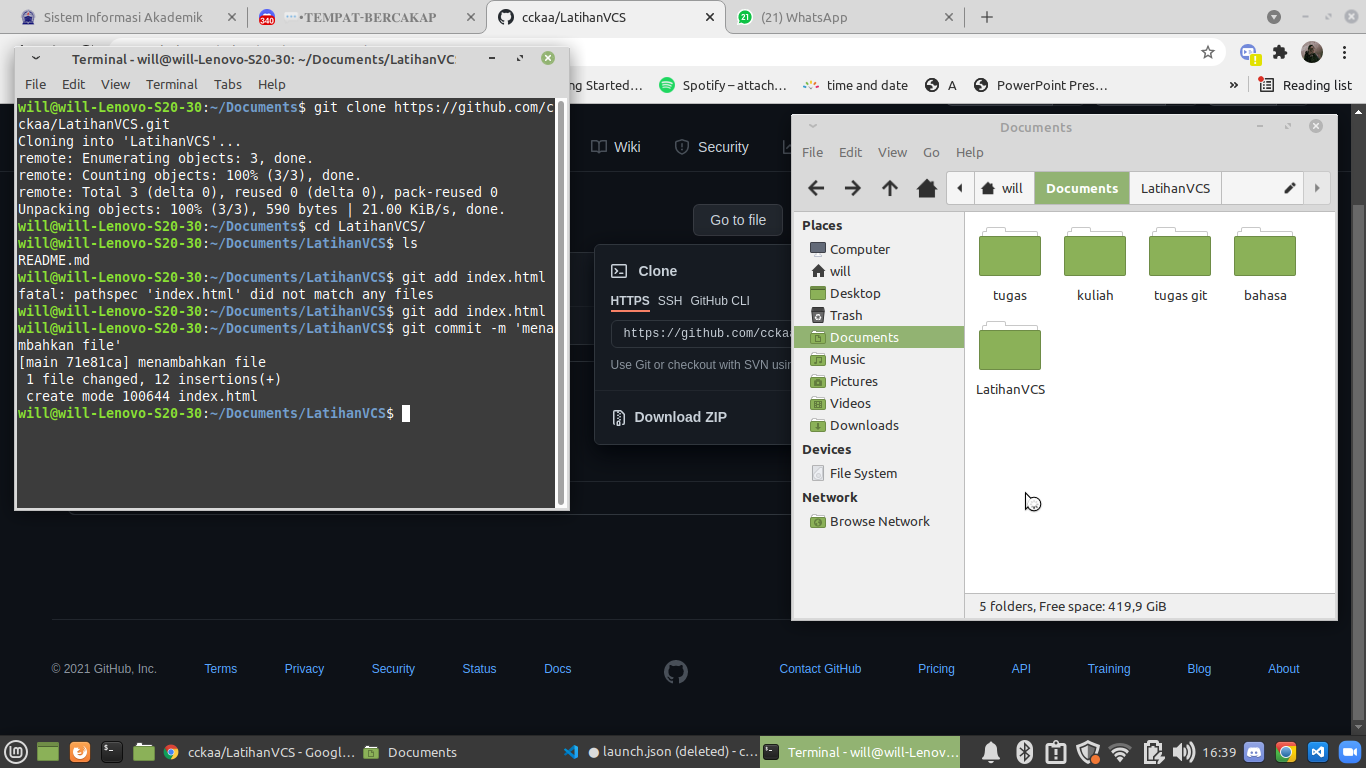 Sistem Informasi Akademik
340
•TEMPAT-BERCAKAP
cckaa/LatihanVCS
21
(21) WhatsApp
ng Started…
Spotify – attach…
time and date
A
PowerPoint Pres…
»
Reading list
Terminal - will@will-Lenovo-S20-30: ~/Documents/LatihanVCS
File Edit View Terminal Tabs Help
will@will-Lenovo-S20-30:~/Documents$ git clone https://github.com/c
ckaa/LatihanVCS.git
Cloning into 'LatihanVCS'...
remote: Enumerating objects: 3, done.
remote: Counting objects: 100% (3/3), done.
remote: Total 3 (delta 0), reused 0 (delta 0), pack-reused 0
Unpacking objects: 100% (3/3), 590 bytes | 21.00 KiB/s, done.
will@will-Lenovo-S20-30:~/Documents$ cd LatihanVCS/
will@will-Lenovo-S20-30:~/Documents/LatihanVCS$ ls
README.md
will@will-Lenovo-S20-30:~/Documents/LatihanVCS$ git add index.html
fatal: pathspec 'index.html' did not match any files
will@will-Lenovo-S20-30:~/Documents/LatihanVCS$ git add index.html
will@will-Lenovo-S20-30:~/Documents/LatihanVCS$ git commit -m 'mena
mbahkan file'
[main 71e81ca] menambahkan file
1 file changed, 12 insertions(+)
create mode 100644 index.html
will@will-Lenovo-S20-30:~/Documents/LatihanVCS$
Wiki
Security
Go to file
Clone
HTTPS SSH GitHub CLI
https://github.com/cckaa
Use Git or checkout with SVN usin
Download ZIP
Documents
File Edit View Go Help
will
Documents
LatihanVCS
Places
Computer
will
Desktop
Trash
Documents
Music
Pictures
Videos
Downloads
Devices
File System
Network
Browse Network
tugas
kuliah
tugas git
bahasa
LatihanVCS
5 folders, Free space: 419,9 GiB
© 2021 GitHub, Inc.
Terms
Privacy
Security
Status
Docs
Contact GitHub
Pricing
API
Training
Blog
About
cckaa/LatihanVCS - Googl…
Documents
● launch.json (deleted) - c…
Terminal - will@will-Lenov…
16:39